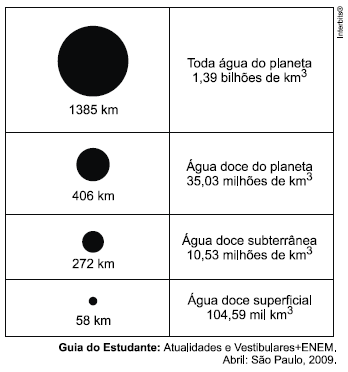 Interbits®
1385 km
Toda água do planeta
1,39 bilhões de km³
406 km
Água doce do planeta
35,03 milhões de km³
272 km
Água doce subterrânea
10,53 milhões de km³
58 km
Água doce superficial
104,59 mil km³
Guia do Estudante: Atualidades e Vestibulares+ENEM,
Abril: São Paulo, 2009.